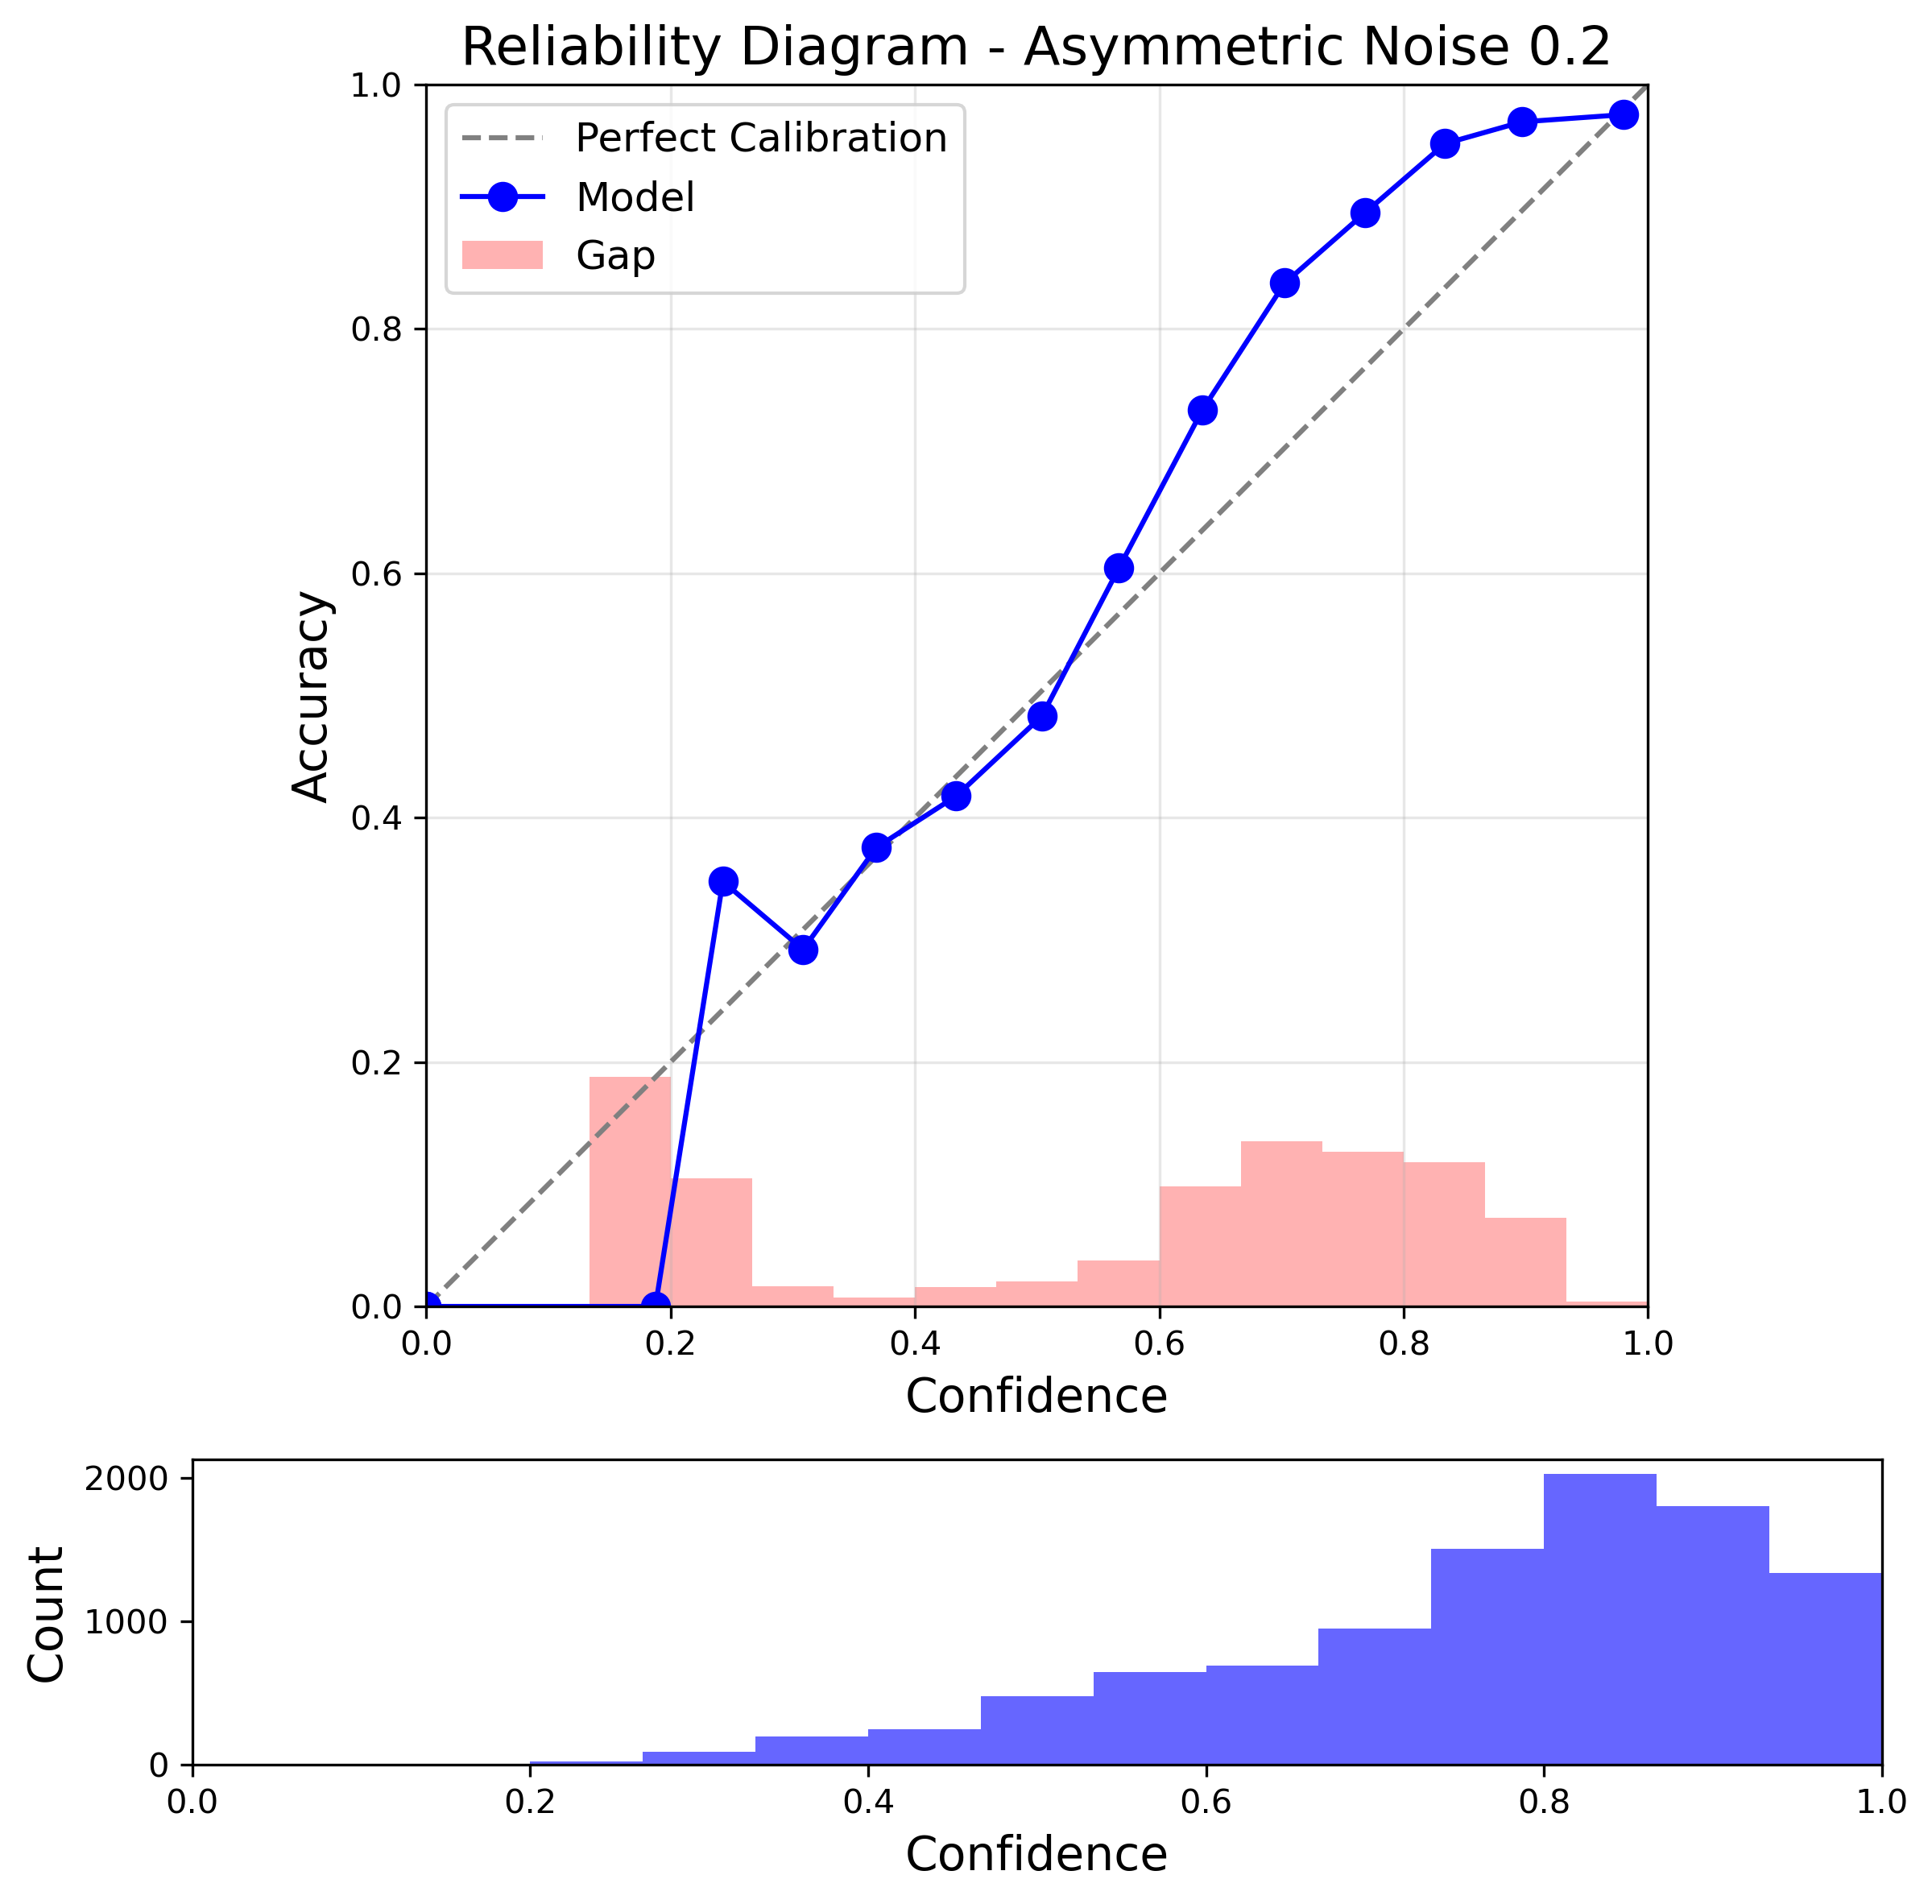 Reliability Diagram - Asymmetric Noise 0.2
1.0
0.8
0.6
0.4
0.2
0.0
Accuracy
Perfect Calibration
Model
Gap
0.0 0.2 0.4 0.6 0.8 1.0
Confidence
2000
1000
0
Count
0.0 0.2 0.4 0.6 0.8 1.0
Confidence